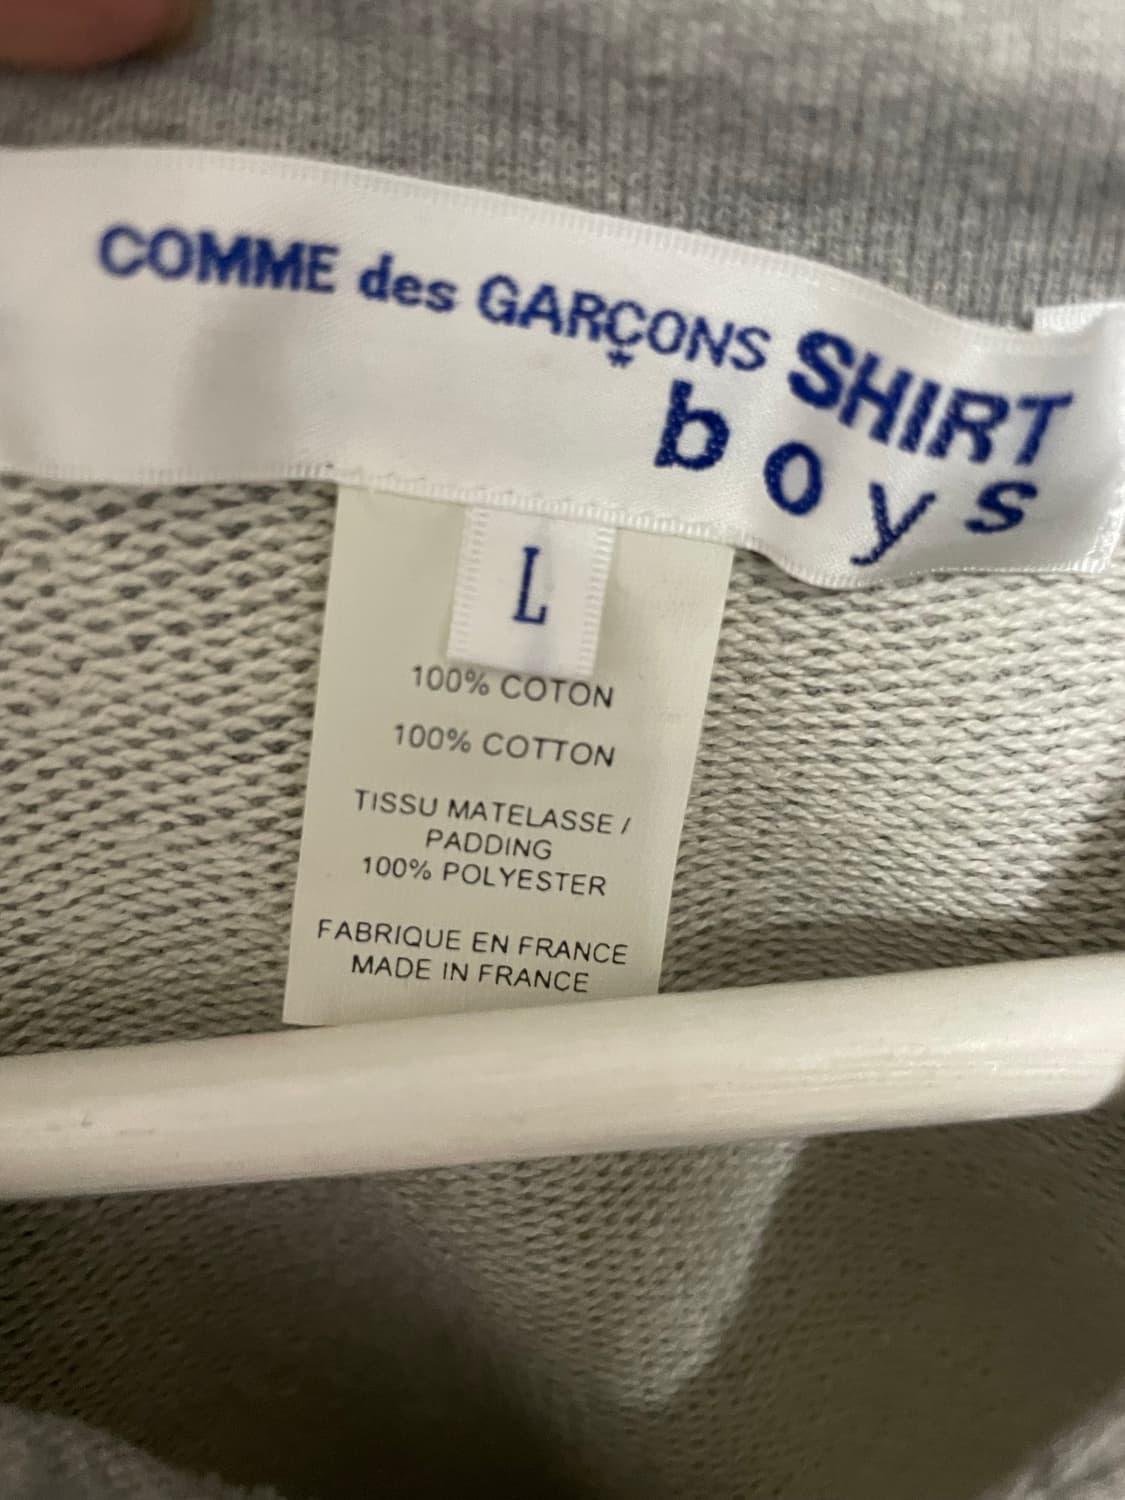 COMME des GARÇONS SHIRT
boys
L
100% COTON
100% COTTON
TISSU MATELASSE /
PADDING
100% POLYESTER
FABRIQUE EN FRANCE
MADE IN FRANCE